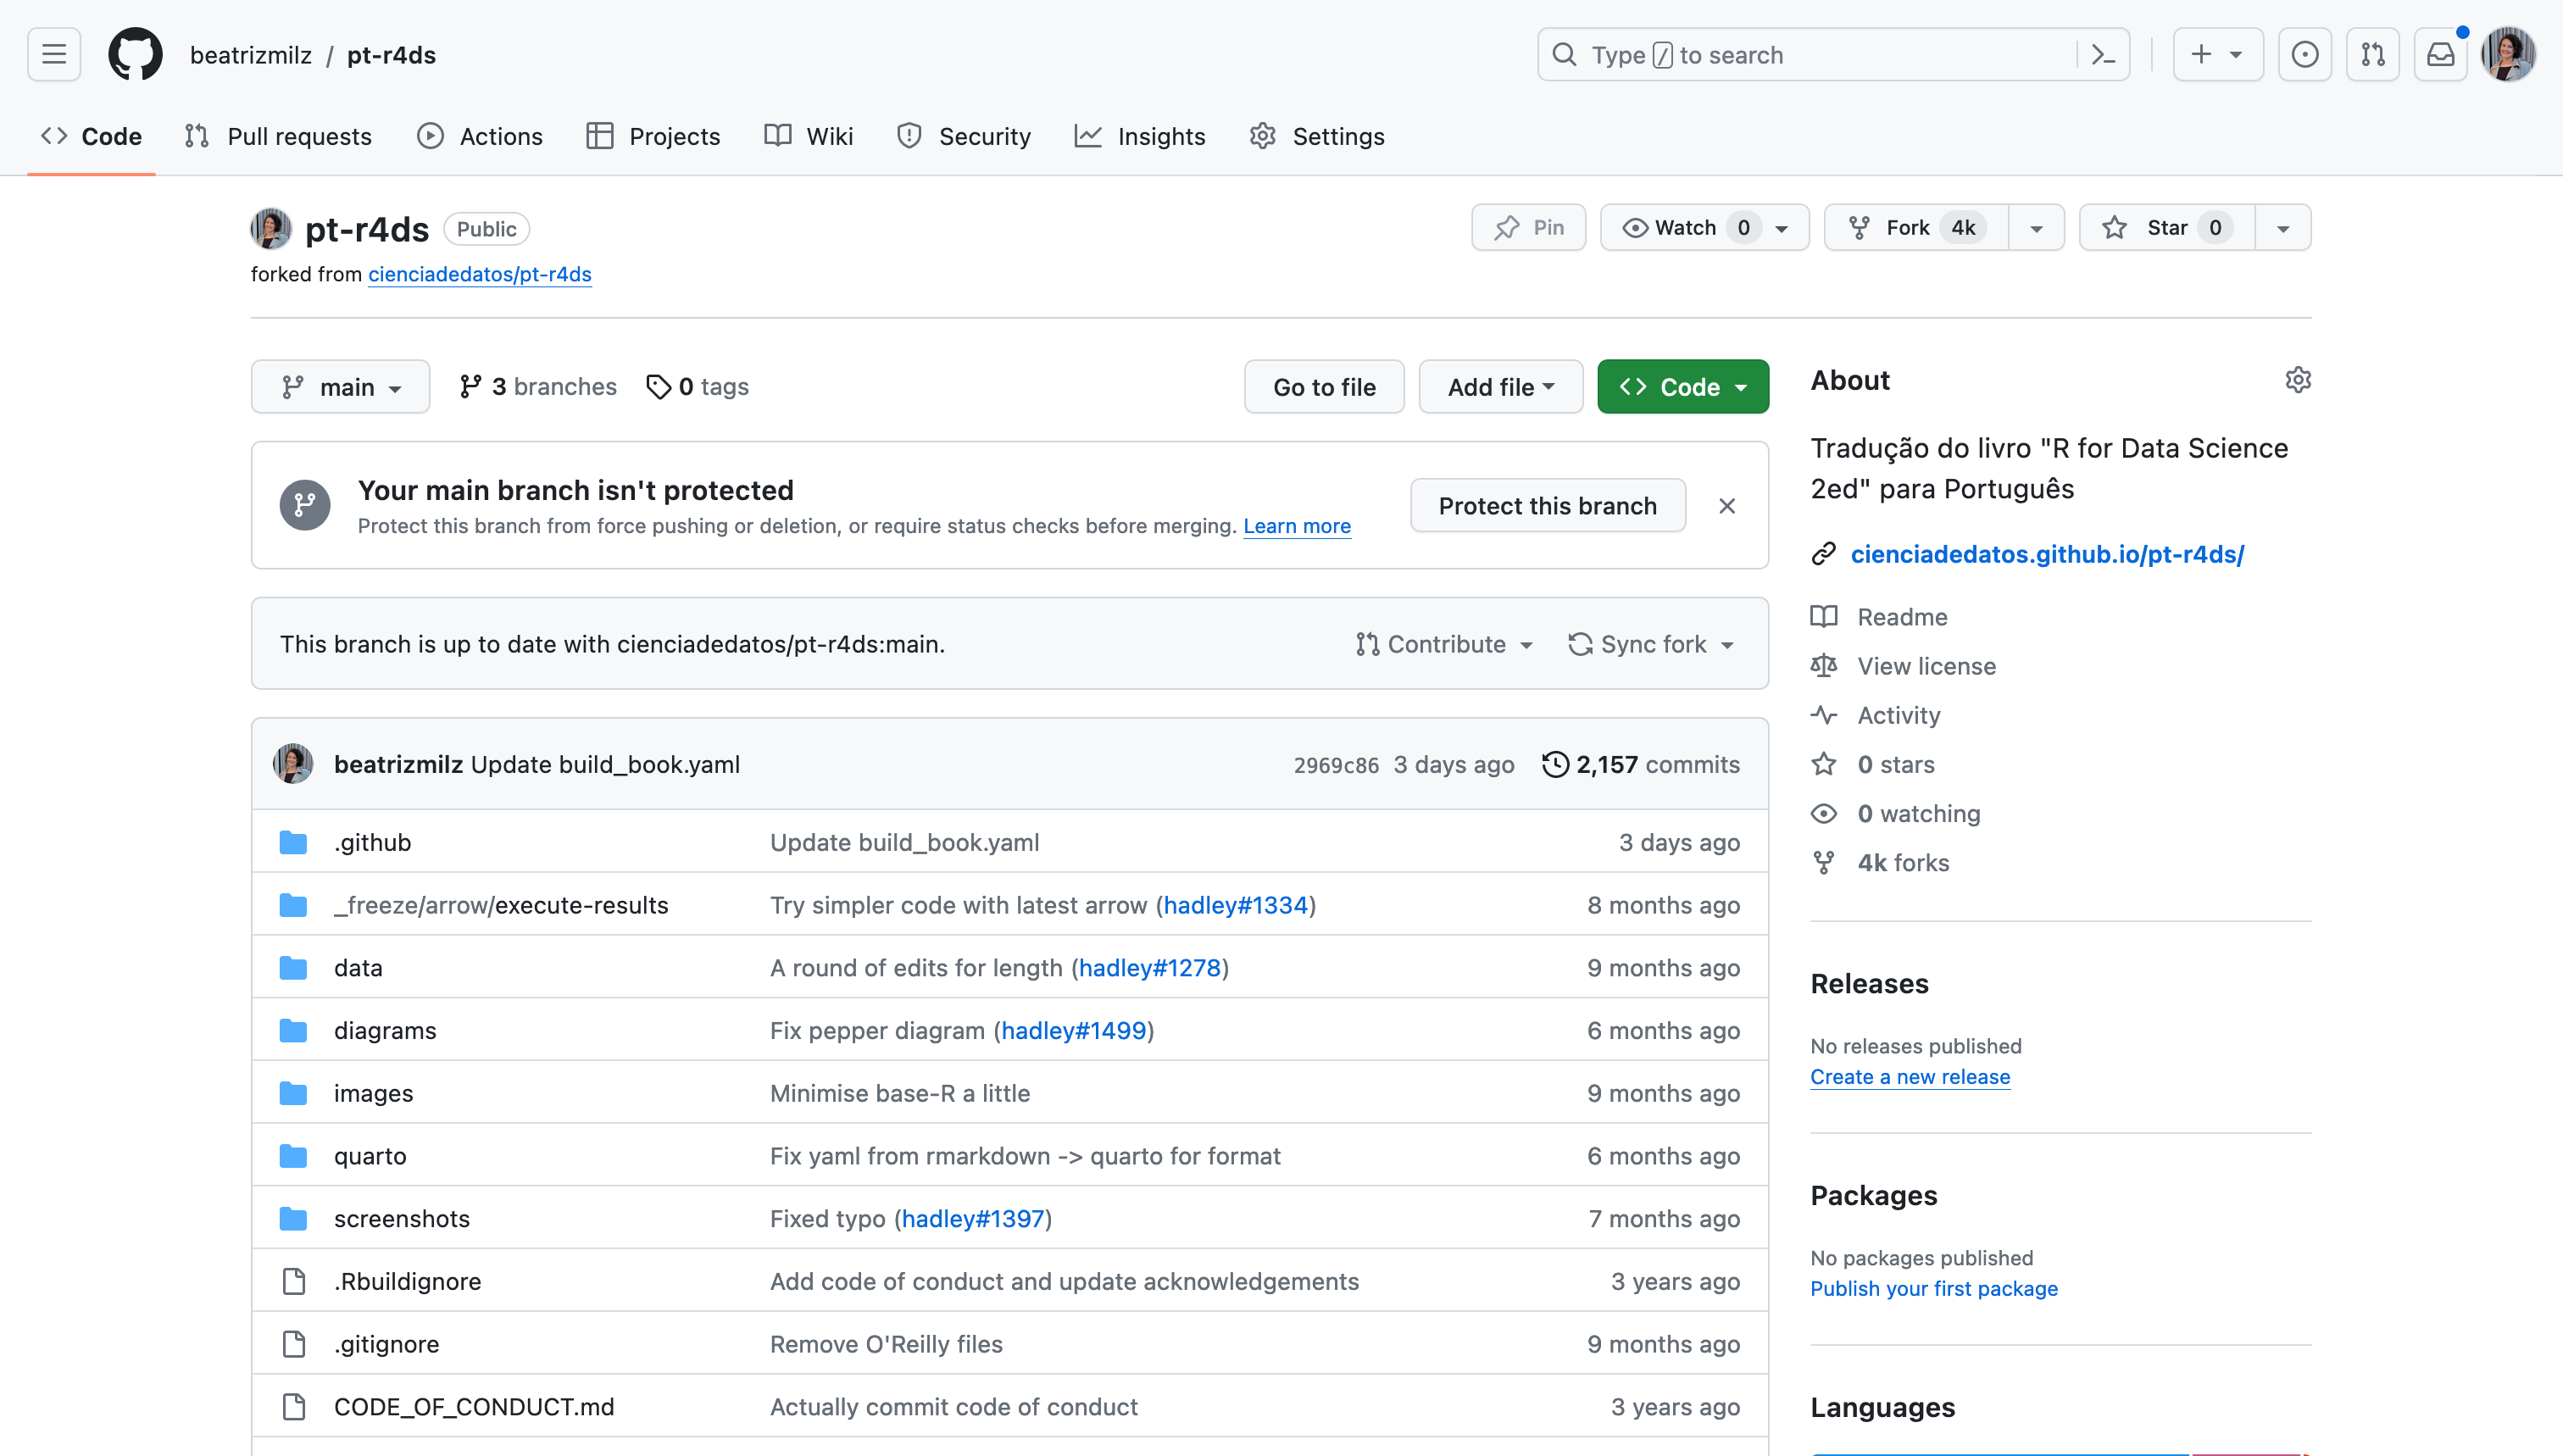 beatrizmilz / pt-r4ds
Type / to search
Code
Pull requests
Actions
Projects
Wiki
Security
Insights
Settings
pt-r4ds Public
forked from cienciadedatos/pt-r4ds
Pin
Watch 0
Fork 4k
Star 0
main
3 branches
0 tags
Go to file
Add file
Code
Your main branch isn't protected
Protect this branch from force pushing or deletion, or require status checks before merging. Learn more
Protect this branch
This branch is up to date with cienciadedatos/pt-r4ds:main.
Contribute
Sync fork
beatrizmilz Update build_book.yaml 2969c86 3 days ago 2,157 commits
.github Update build_book.yaml 3 days ago
_freeze/arrow/execute-results Try simpler code with latest arrow (hadley#1334) 8 months ago
data A round of edits for length (hadley#1278) 9 months ago
diagrams Fix pepper diagram (hadley#1499) 6 months ago
images Minimise base-R a little 9 months ago
quarto Fix yaml from rmarkdown -> quarto for format 6 months ago
screenshots Fixed typo (hadley#1397) 7 months ago
.Rbuildignore Add code of conduct and update acknowledgements 3 years ago
.gitignore Remove O'Reilly files 9 months ago
CODE_OF_CONDUCT.md Actually commit code of conduct 3 years ago
About
Tradução do livro "R for Data Science
2ed" para Português
cienciadedatos.github.io/pt-r4ds/
Readme
View license
Activity
0 stars
0 watching
4k forks
Releases
No releases published
Create a new release
Packages
No packages published
Publish your first package
Languages